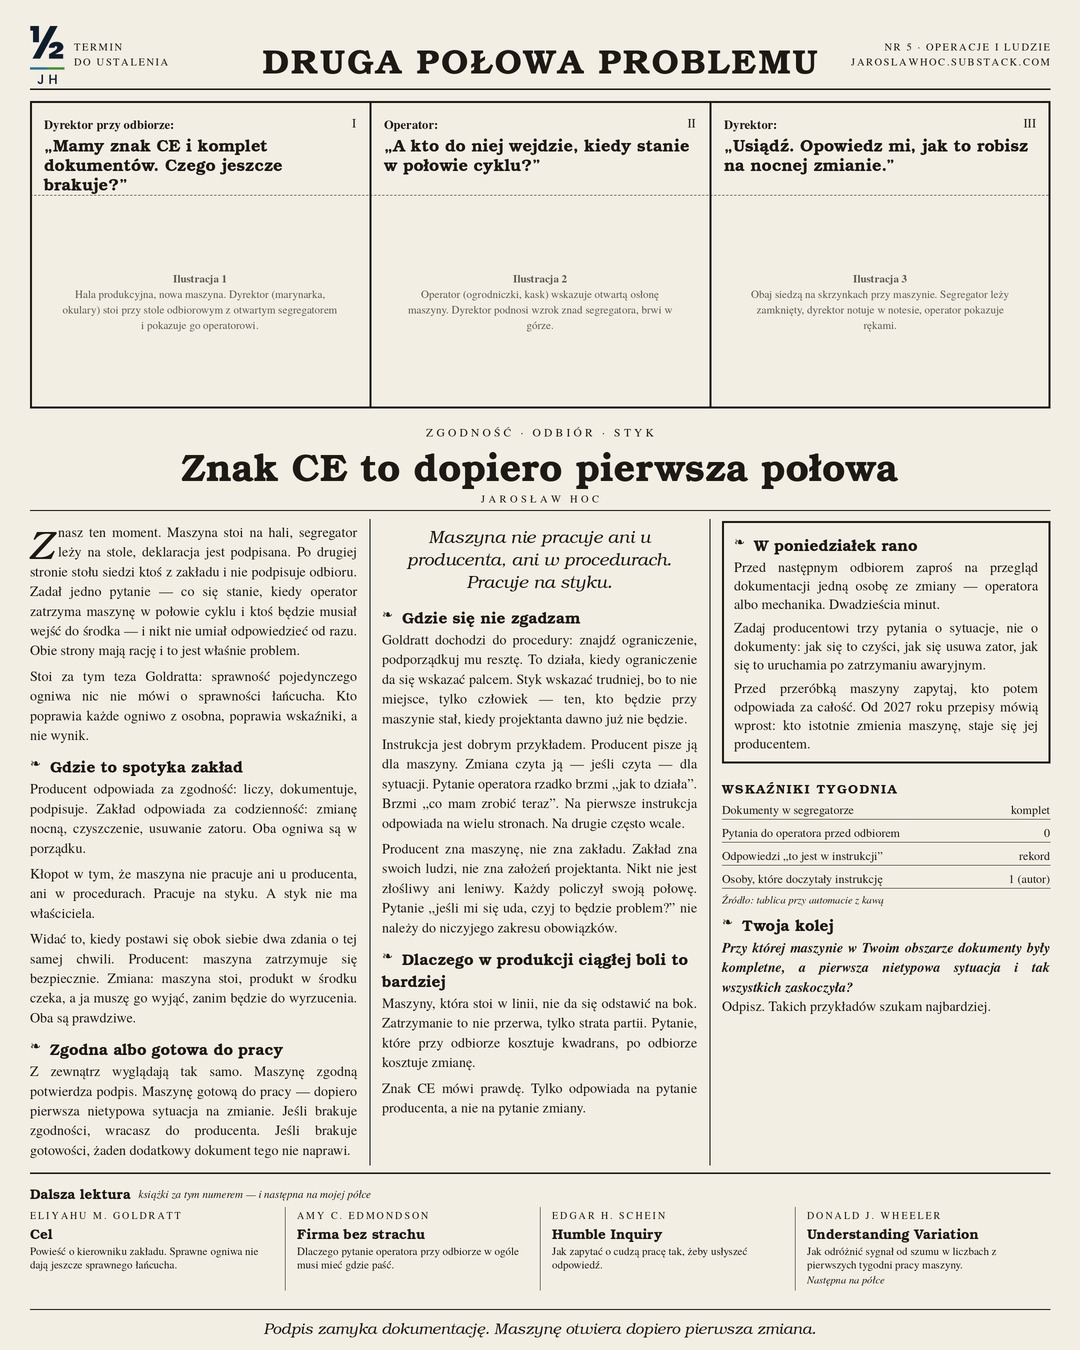 ½
JH
TERMIN
DO USTALENIA
DRUGA POŁOWA PROBLEMU
NR 5 · OPERACJE I LUDZIE
JAROSLAWHOC.SUBSTACK.COM
Dyrektor przy odbiorze:
I
„Mamy znak CE i komplet
dokumentów. Czego jeszcze
brakuje?”
Ilustracja 1
Hala produkcyjna, nowa maszyna. Dyrektor (marynarka,
okulary) stoi przy stole odbiorowym z otwartym segregatorem
i pokazuje go operatorowi.
Operator:
II
„A kto do niej wejdzie, kiedy stanie
w połowie cyklu?”
Ilustracja 2
Operator (ogrodniczki, kask) wskazuje otwartą osłonę
maszyny. Dyrektor podnosi wzrok znad segregatora, brwi w
górze.
Dyrektor:
III
„Usiądź. Opowiedz mi, jak to robisz
na nocnej zmianie.”
Ilustracja 3
Obaj siedzą na skrzynkach przy maszynie. Segregator leży
zamknięty, dyrektor notuje w notesie, operator pokazuje
rękami.
ZGODNOŚĆ · ODBIÓR · STYK
Znak CE to dopiero pierwsza połowa
JAROSŁAW HOC
Znasz ten moment. Maszyna stoi na hali, segregator
leży na stole, deklaracja jest podpisana. Po drugiej
stronie stołu siedzi ktoś z zakładu i nie podpisuje odbioru.
Zadał jedno pytanie — co się stanie, kiedy operator
zatrzyma maszynę w połowie cyklu i ktoś będzie musiał
wejść do środka — i nikt nie umiał odpowiedzieć od razu.
Obie strony mają rację i to jest właśnie problem.
Stoi za tym teza Goldratta: sprawność pojedynczego
ogniwa nic nie mówi o sprawności łańcucha. Kto
poprawia każde ogniwo z osobna, poprawia wskaźniki, a
nie wynik.
❧ Gdzie to spotyka zakład
Producent odpowiada za zgodność: liczy, dokumentuje,
podpisuje. Zakład odpowiada za codzienność: zmianę
nocną, czyszczenie, usuwanie zatoru. Oba ogniwa są w
porządku.
Kłopot w tym, że maszyna nie pracuje ani u producenta,
ani w procedurach. Pracuje na styku. A styk nie ma
właściciela.
Widać to, kiedy postawi się obok siebie dwa zdania o tej
samej chwili. Producent: maszyna zatrzymuje się
bezpiecznie. Zmiana: maszyna stoi, produkt w środku
czeka, a ja muszę go wyjąć, zanim będzie do wyrzucenia.
Oba są prawdziwe.
❧ Zgodna albo gotowa do pracy
Z zewnątrz wyglądają tak samo. Maszynę zgodną
potwierdza podpis. Maszynę gotową do pracy — dopiero
pierwsza nietypowa sytuacja na zmianie. Jeśli brakuje
zgodności, wracasz do producenta. Jeśli brakuje
gotowości, żaden dodatkowy dokument tego nie naprawi.
Maszyna nie pracuje ani u
producenta, ani w procedurach.
Pracuje na styku.
❧ Gdzie się nie zgadzam
Goldratt dochodzi do procedury: znajdź ograniczenie,
podporządkuj mu resztę. To działa, kiedy ograniczenie
da się wskazać palcem. Styk wskazać trudniej, bo to nie
miejsce, tylko człowiek — ten, kto będzie przy
maszynie stał, kiedy projektanta dawno już nie będzie.
Instrukcja jest dobrym przykładem. Producent pisze ją
dla maszyny. Zmiana czyta ją — jeśli czyta — dla
sytuacji. Pytanie operatora rzadko brzmi „jak to działa”.
Brzmi „co mam zrobić teraz”. Na pierwsze instrukcja
odpowiada na wielu stronach. Na drugie często wcale.
Producent zna maszynę, nie zna zakładu. Zakład zna
swoich ludzi, nie zna założeń projektanta. Nikt nie jest
złośliwy ani leniwy. Każdy policzył swoją połowę.
Pytanie „jeśli mi się uda, czyj to będzie problem?” nie
należy do niczyjego zakresu obowiązków.
❧ Dlaczego w produkcji ciągłej boli to
bardziej
Maszyny, która stoi w linii, nie da się odstawić na bok.
Zatrzymanie to nie przerwa, tylko strata partii. Pytanie,
które przy odbiorze kosztuje kwadrans, po odbiorze
kosztuje zmianę.
Znak CE mówi prawdę. Tylko odpowiada na pytanie
producenta, a nie na pytanie zmiany.
❧ W poniedziałek rano
Przed następnym odbiorem zaproś na przegląd
dokumentacji jedną osobę ze zmiany — operatora
albo mechanika. Dwadzieścia minut.
Zadaj producentowi trzy pytania o sytuacje, nie o
dokumenty: jak się to czyści, jak się usuwa zator, jak
się to uruchamia po zatrzymaniu awaryjnym.
Przed przeróbką maszyny zapytaj, kto potem
odpowiada za całość. Od 2027 roku przepisy mówią
wprost: kto istotnie zmienia maszynę, staje się jej
producentem.
WSKAŹNIKI TYGODNIA
Dokumenty w segregatorze komplet
Pytania do operatora przed odbiorem 0
Odpowiedzi „to jest w instrukcji” rekord
Osoby, które doczytały instrukcję 1 (autor)
Źródło: tablica przy automacie z kawą
❧ Twoja kolej
Przy której maszynie w Twoim obszarze dokumenty były
kompletne, a pierwsza nietypowa sytuacja i tak
wszystkich zaskoczyła?
Odpisz. Takich przykładów szukam najbardziej.
Dalsza lektura książki za tym numerem — i następna na mojej półce
ELIYAHU M. GOLDRATT
Cel
Powieść o kierowniku zakładu. Sprawne ogniwa nie
dają jeszcze sprawnego łańcucha.
AMY C. EDMONDSON
Firma bez strachu
Dlaczego pytanie operatora przy odbiorze w ogóle
musi mieć gdzie paść.
EDGAR H. SCHEIN
Humble Inquiry
Jak zapytać o cudzą pracę tak, żeby usłyszeć
odpowiedź.
DONALD J. WHEELER
Understanding Variation
Jak odróżnić sygnał od szumu w liczbach z
pierwszych tygodni pracy maszyny.
Następna na półce
Podpis zamyka dokumentację. Maszynę otwiera dopiero pierwsza zmiana.